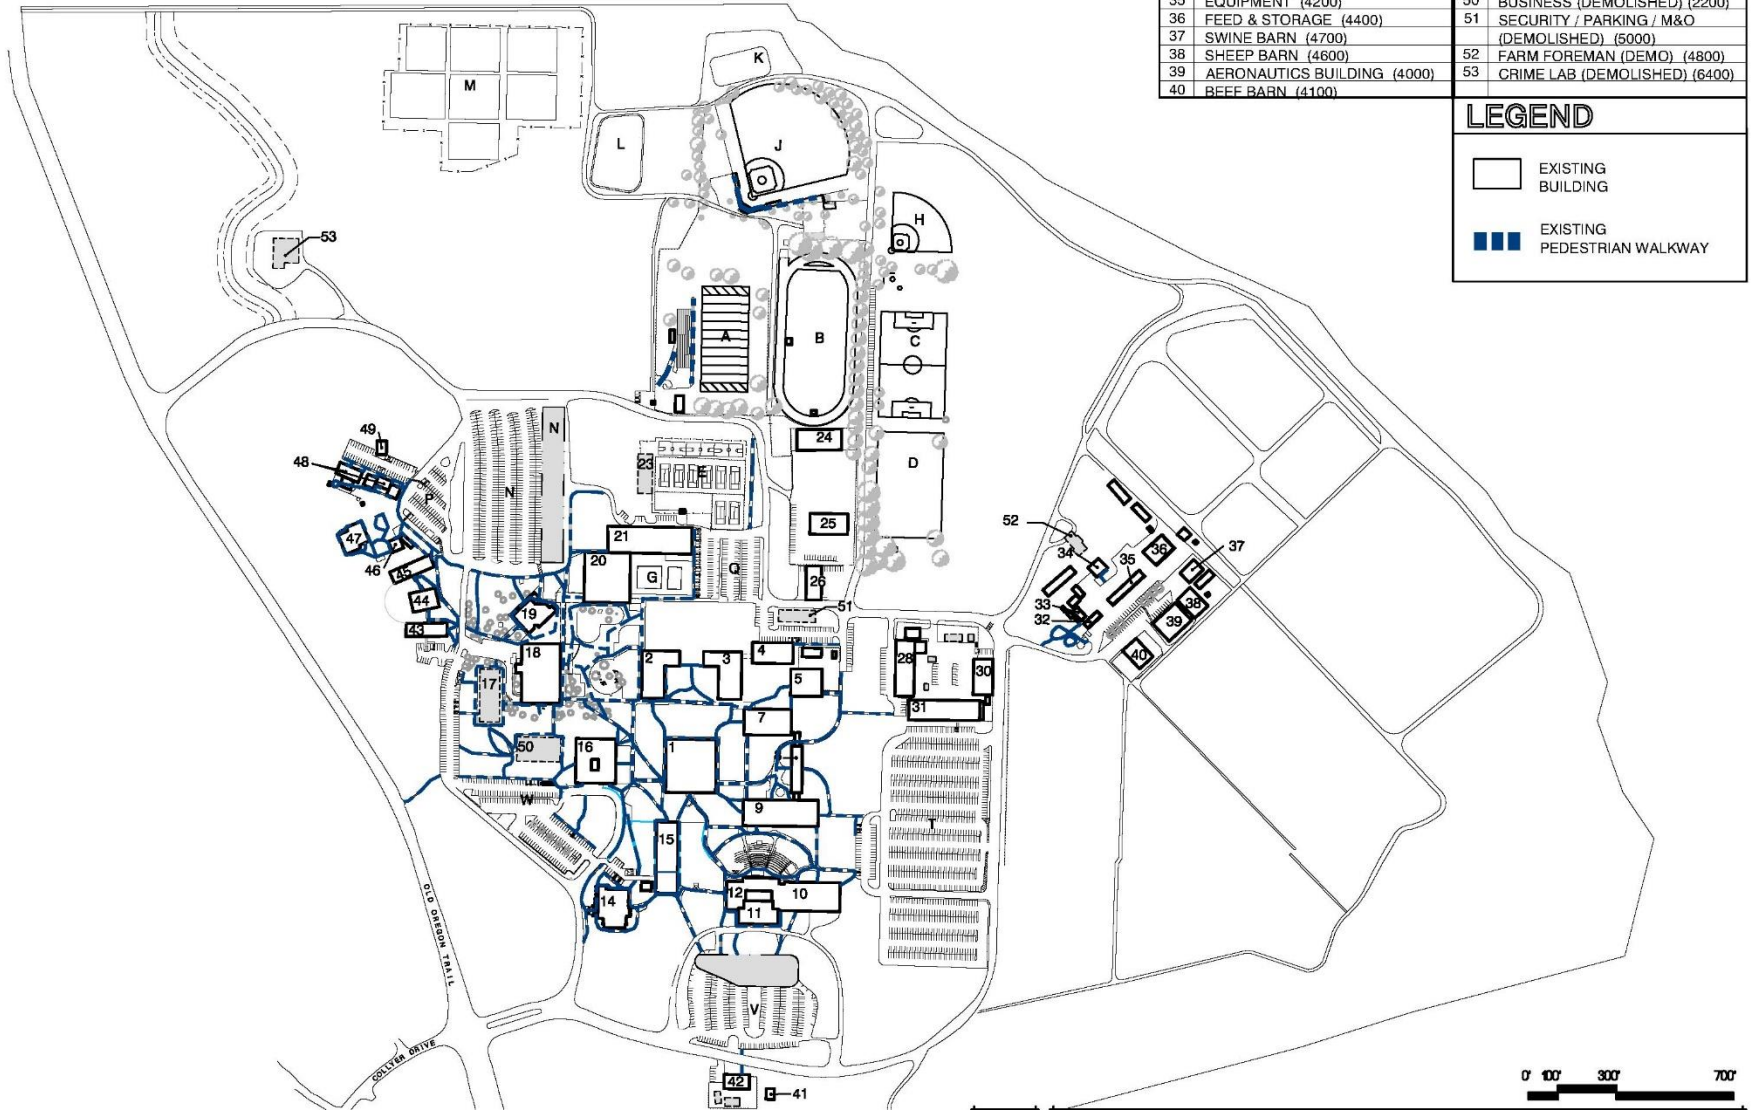 35 EQUIPMENT (4200)
36 FEED & STORAGE (4400)
37 SWINE BARN (4700)
38 SHEEP BARN (4600)
39 AERONAUTICS BUILDING (4000)
40 BEEF BARN (4100)
50 BUSINESS (DEMOLISHED) (2200)
51 SECURITY / PARKING / M&O
(DEMOLISHED) (5000)
52 FARM FOREMAN (DEMO) (4800)
53 CRIME LAB (DEMOLISHED) (6400)
LEGEND
EXISTING
BUILDING
EXISTING
PEDESTRIAN WALKWAY
K
M
L
J
H
53
A
B
C
N
49
24
48
23
E
D
P
N
25
52
47
21
34
36
37
46
45
20
G
Q
26
35
44
19
51
33
38
43
32
39
18
2
3
4
28
40
17
5
30
7
31
50
16
1
W
9
15
T
14
12
10
11
OLD OREGON TRAIL
V
COLLYER DRIVE
42
41
0' 100' 300' 700'